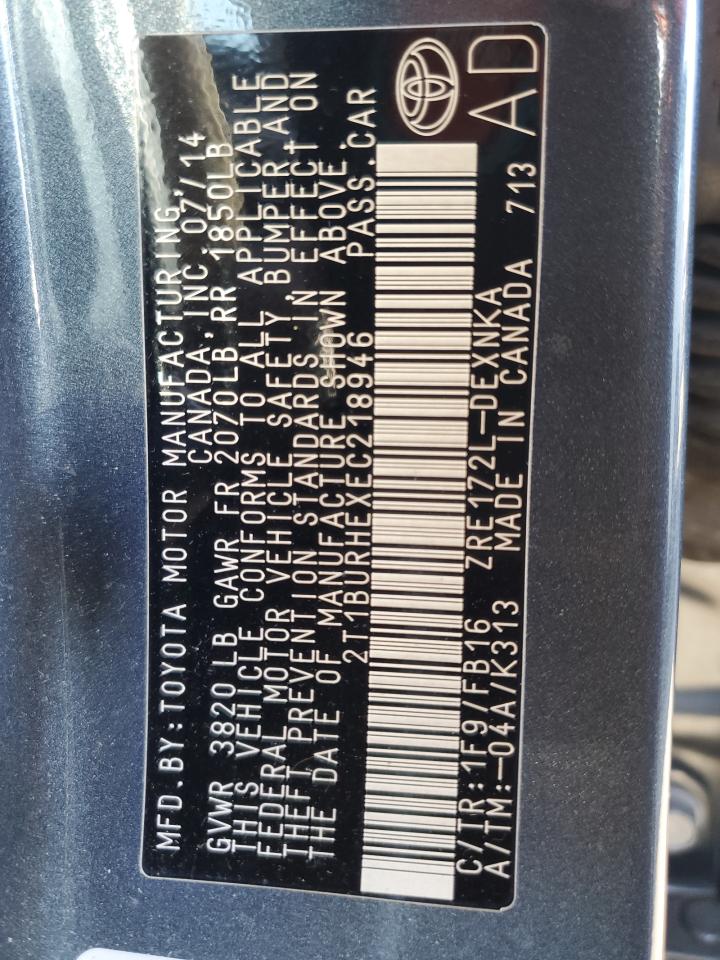 MFD.BY:TOYOTA MOTOR MANUFACTURING,
CANADA,INC.07/14
GVWR 3820LB GAWR FR 2070LB,RR 1850LB
THIS VEHICLE CONFORMS TO ALL APPLICABLE
FEDERAL MOTOR VEHICLE SAFETY, BUMPER,AND
THEFT PREVENTION STANDARDS IN EFFECT ON
THE DATE OF MANUFACTURE SHOWN ABOVE.
2T1BURHEXEC218946 PASS.CAR
C/TR:1F9/FB16 ZRE172L-DEXNKA
A/TM:-04A/K313 MADE IN CANADA 713
AD